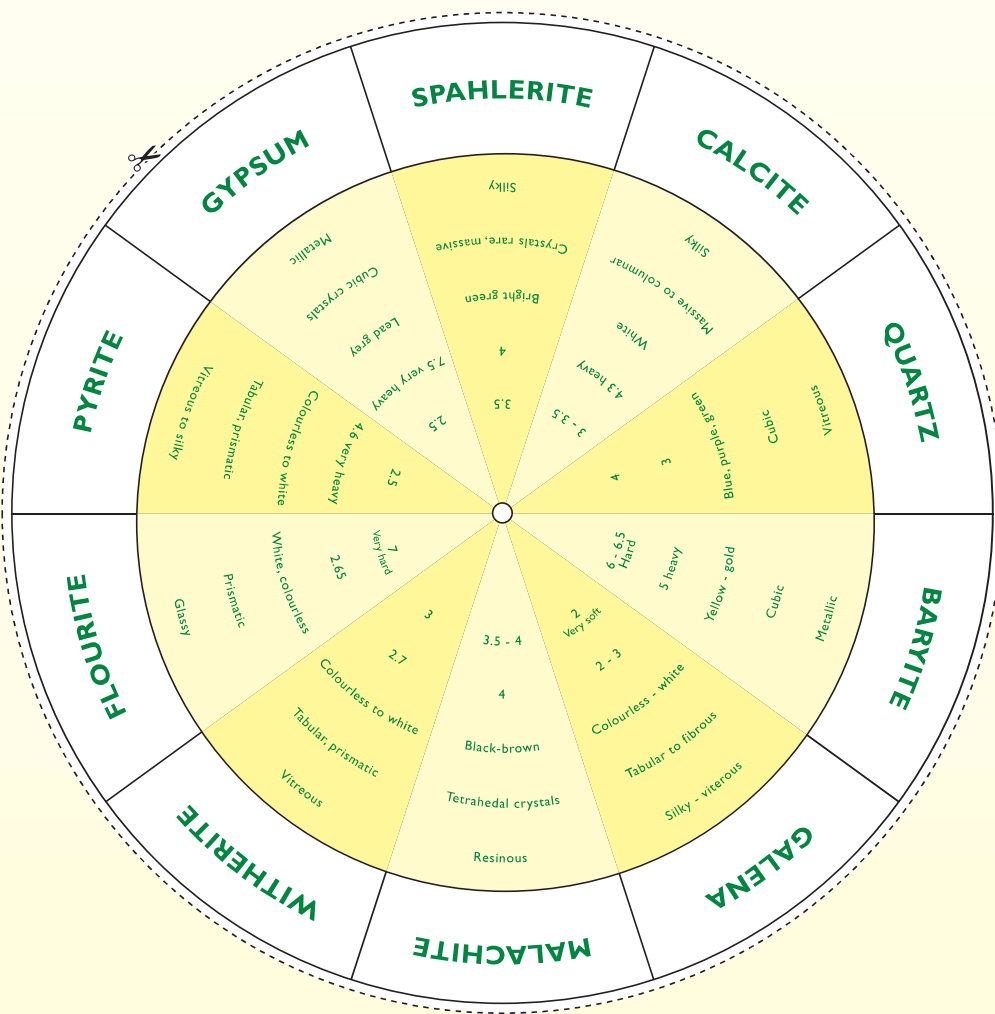 SPAHLERITE
CALCITE
QUARTZ
BARYITE
GALENA
MALACHITE
WITHERITE
FLOURITE
PYRITE
GYPSUM
Silky
Crystals rare, massive
Bright green
4
3.5
Silky
Massive to columnar
White
4.3 heavy
3 - 3.5
Vitreous
Cubic
Blue, purple, green
3
4
Metallic
Cubic
Yellow - gold
5 heavy
6 - 6.5
Hard
2
Very soft
2 - 3
Colourless - white
Tabular to fibrous
Silky - viterous
3.5 - 4
4
Black-brown
Tetrahedal crystals
Resinous
3
2.7
Colourless to white
Tabular, prismatic
Vitreous
7
Very hard
2.65
White, colourless
Prismatic
Glassy
Vitreous to silky
Tabular, prismatic
Colourless to white
4.6 very heavy
2.5
Metallic
Cubic crystals
Lead grey
7.5 very heavy
2.5